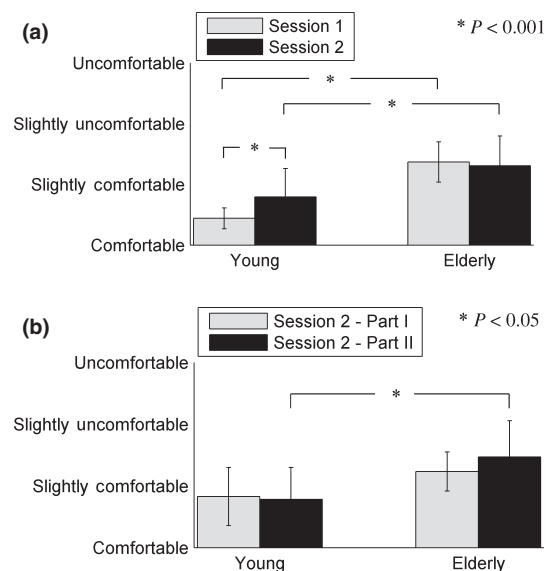 (a)
Session 1
Session 2
* P < 0.001
Uncomfortable
Slightly uncomfortable
Slightly comfortable
Comfortable
*
*
*
Young
Elderly
(b)
Session 2 - Part I
Session 2 - Part II
* P < 0.05
Uncomfortable
Slightly uncomfortable
Slightly comfortable
Comfortable
*
Young
Elderly